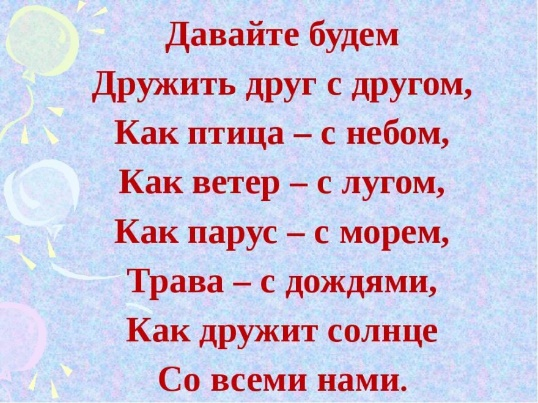 Давайте будем
Дружить друг с другом,
Как птица – с небом,
Как ветер – с лугом,
Как парус – с морем,
Трава – с дождями,
Как дружит солнце
Со всеми нами.